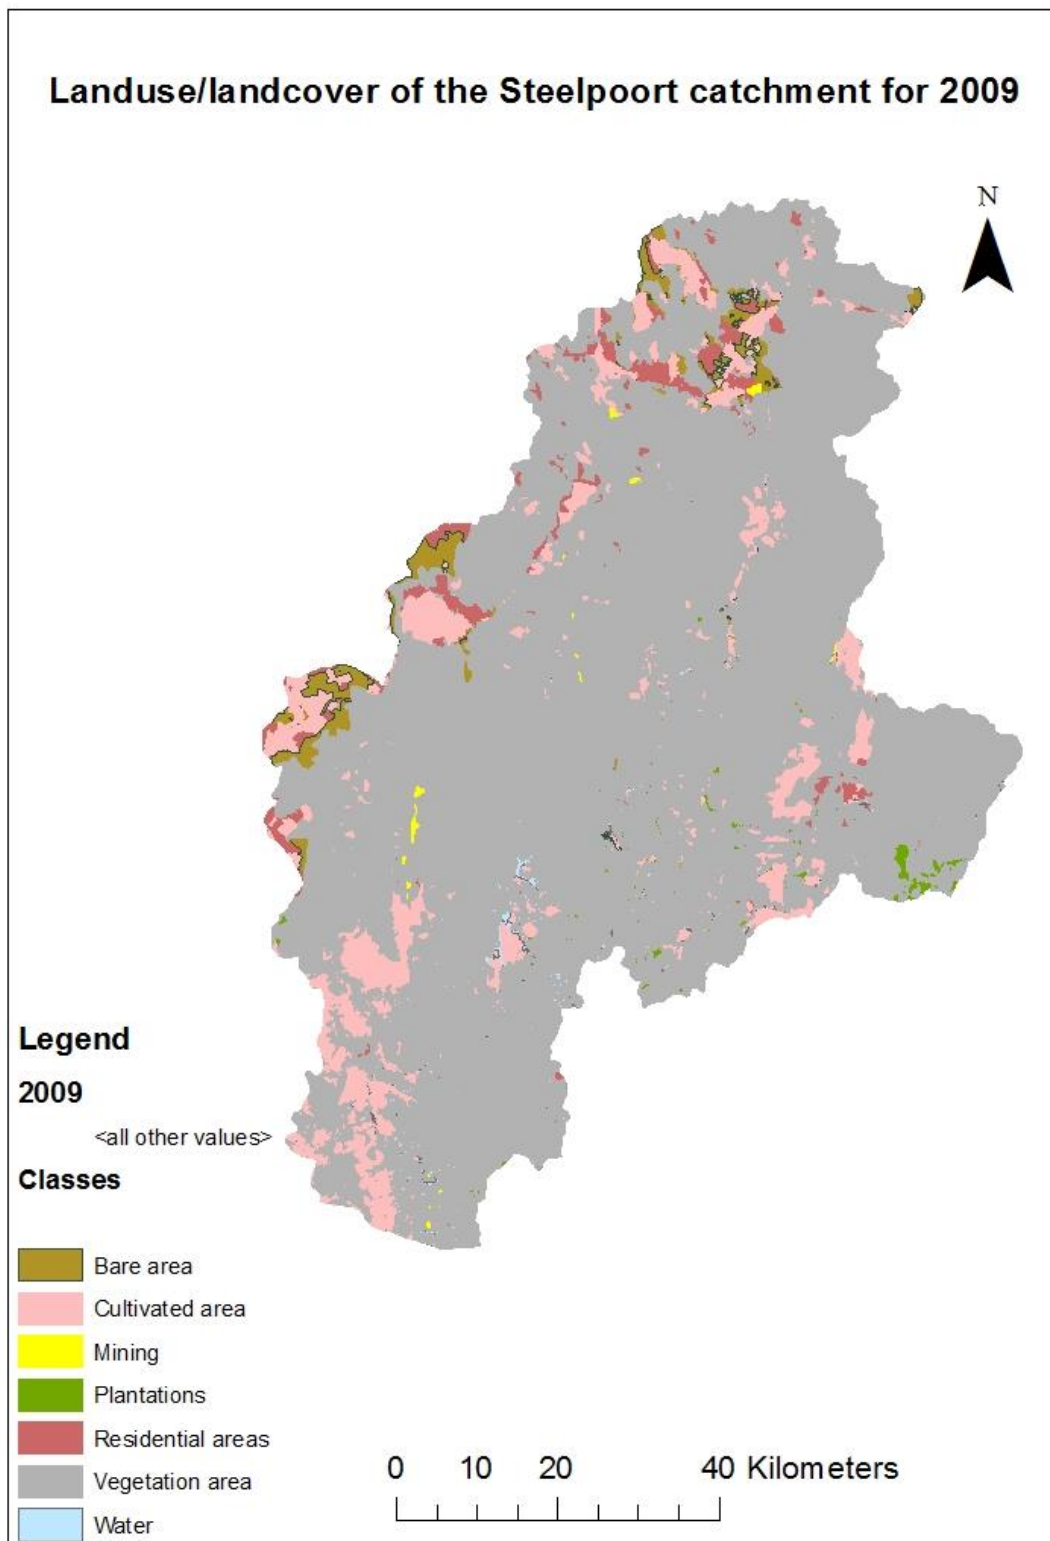 Landuse/landcover of the Steelpoort catchment for 2009
N
Legend
2009
<all other values>
Classes
Bare area
Cultivated area
Mining
Plantations
Residential areas
Vegetation area
Water
0 10 20 40 Kilometers